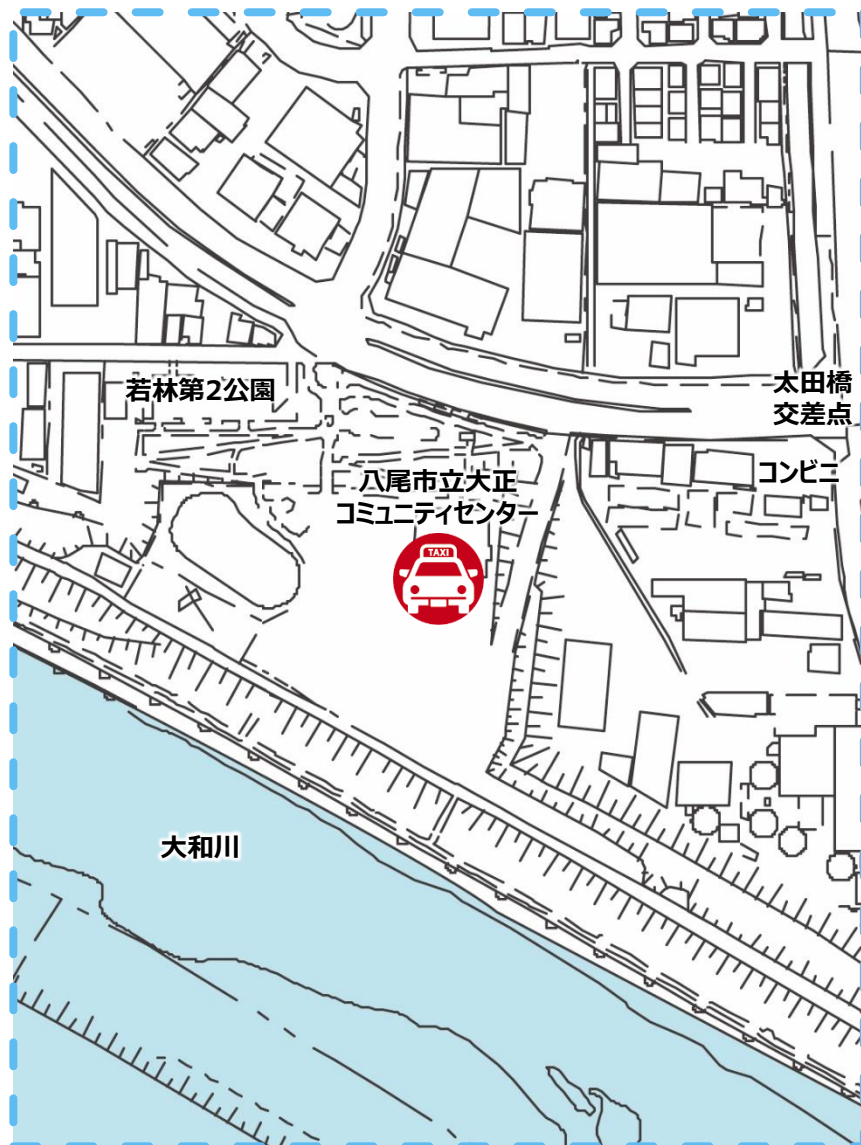 太田橋
交差点
若林第2公園
コンビニ
八尾市立大正
コミュニティセンター
TAXI
大和川